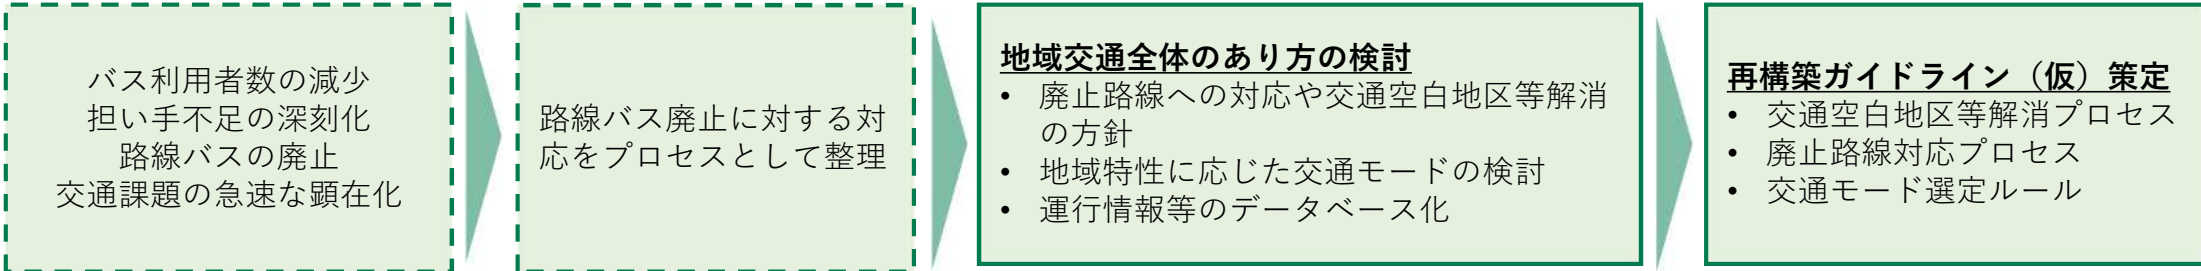 バス利用者数の減少
担い手不足の深刻化
路線バスの廃止
交通課題の急速な顕在化
路線バス廃止に対する対
応をプロセスとして整理
地域交通全体のあり方の検討
• 廃止路線への対応や交通空白地区等解消
の方針
• 地域特性に応じた交通モードの検討
• 運行情報等のデータベース化
再構築ガイドライン（仮）策定
• 交通空白地区等解消プロセス
• 廃止路線対応プロセス
• 交通モード選定ルール